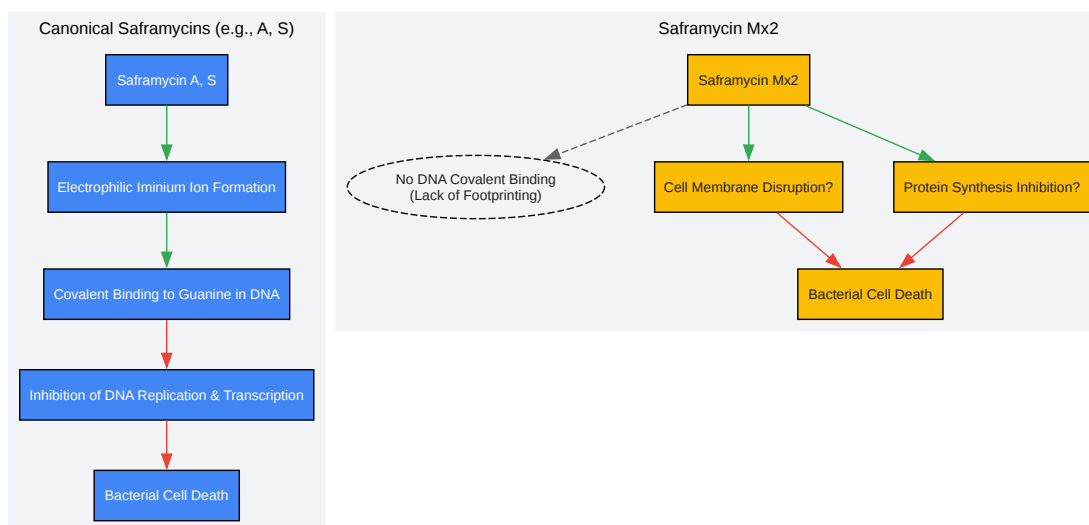 Canonical Saframycins (e.g., A, S)
Saframycin A, S
Electrophilic Iminium Ion Formation
Covalent Binding to Guanine in DNA
Inhibition of DNA Replication & Transcription
Bacterial Cell Death
Saframycin Mx2
Saframycin Mx2
No DNA Covalent Binding
(Lack of Footprinting)
Cell Membrane Disruption?
Protein Synthesis Inhibition?
Bacterial Cell Death